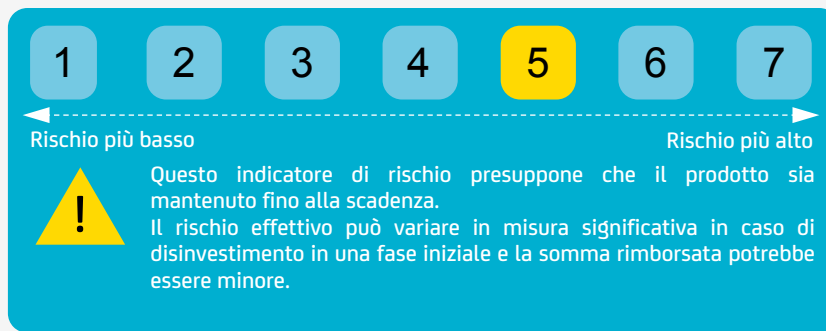 1 2 3 4 5 6 7
Rischio più basso Rischio più alto
Questo indicatore di rischio presuppone che il prodotto sia
mantenuto fino alla scadenza.
Il rischio effettivo può variare in misura significativa in caso di
disinvestimento in una fase iniziale e la somma rimborsata potrebbe
essere minore.
!